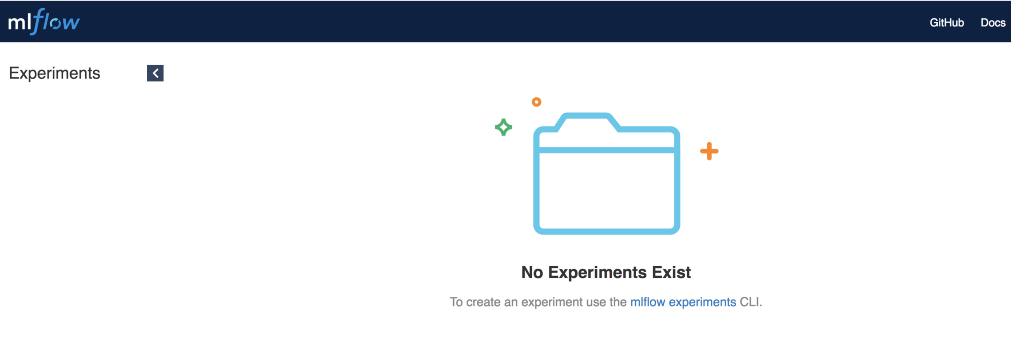 mlflow
GitHub Docs
Experiments
No Experiments Exist
To create an experiment use the mlflow experiments CLI.